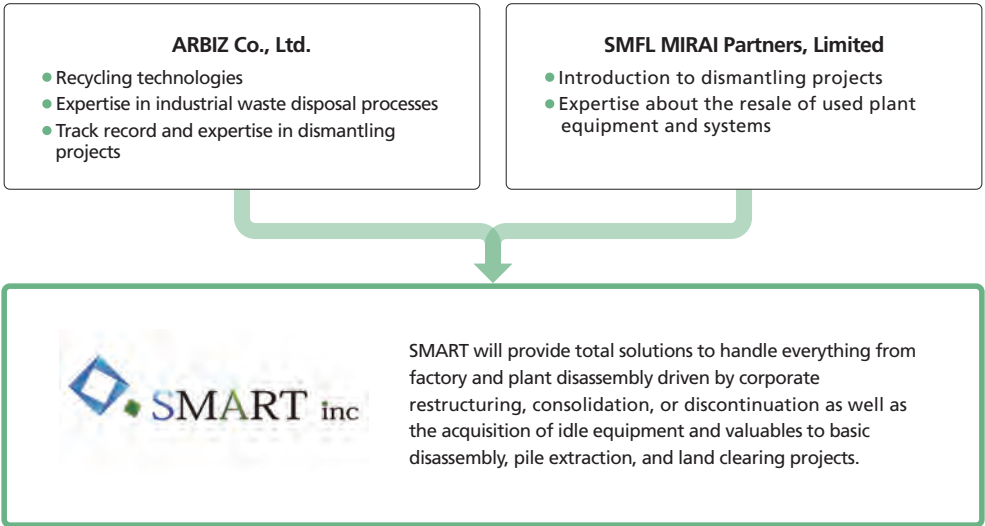 ARBIZ Co., Ltd.
● Recycling technologies
● Expertise in industrial waste disposal processes
● Track record and expertise in dismantling
projects
SMFL MIRAI Partners, Limited
● Introduction to dismantling projects
● Expertise about the resale of used plant
equipment and systems
SMART inc
SMART will provide total solutions to handle everything from
factory and plant disassembly driven by corporate
restructuring, consolidation, or discontinuation as well as
the acquisition of idle equipment and valuables to basic
disassembly, pile extraction, and land clearing projects.